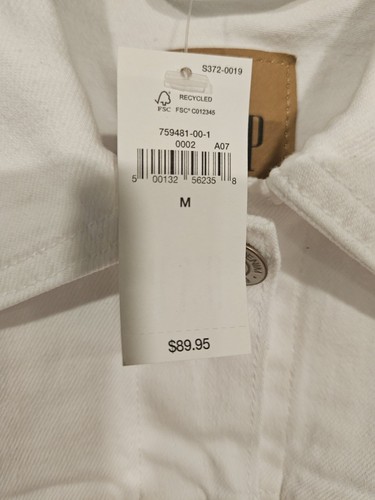 S372-0019
RECYCLED
FSC
FSC® C012345
759481-00-1
0002 A07
5 00132 56235 8
M
$89.95